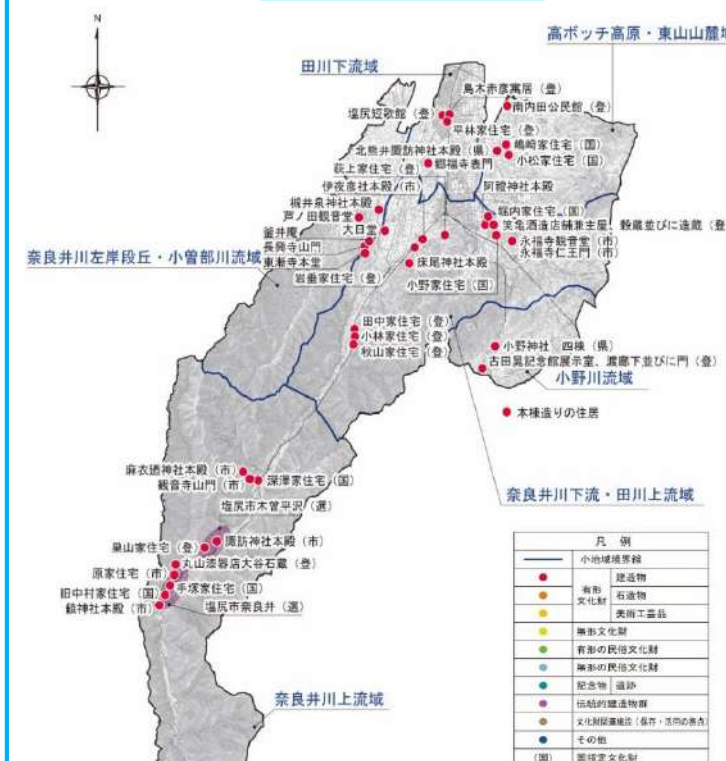 N
高ボッチ高原・東山山麓域
田川下流域
島木赤彦寓居（登）
塩尻短歌館（登）
南内田公民館（登）
平林家住宅（登）
北熊井諏訪神社本殿（県）
嶋崎家住宅（国）
郷福寺表門
小松家住宅（国）
荻上家住宅（登）
伊夜彦社本殿（市）
阿禮神社本殿
槻井泉神社本殿
芦ノ田観音堂
堀内家住宅（国）
笑亀酒造店舗兼主屋、穀蔵並びに造蔵（登
大日堂
釜井庵
長興寺山門
永福寺観音堂（市）
永福寺仁王門（市）
奈良井川左岸段丘・小曽部川流域
東漸寺本堂
床尾神社本殿
岩垂家住宅（登）
小野家住宅（国）
田中家住宅（登）
小林家住宅（登）
秋山家住宅（登）
小野神社　四棟（県）
古田晁記念館展示室、渡廊下並びに門（登）
小野川流域
本棟造りの住居
麻衣廼神社本殿（市）
観音寺山門（市）
深澤家住宅（国）
奈良井川下流・田川上流域
塩尻市木曽平沢（選）
巣山家住宅（登）
諏訪神社本殿（市）
丸山漆器店大谷石蔵（登）
原家住宅（市）
手塚家住宅（国）
旧中村家住宅（国）
鎮神社本殿（市）
塩尻市奈良井（選）
奈良井川上流域
凡　例
小地域境界線
有形文化財
建造物
石造物
美術工芸品
無形文化財
有形の民俗文化財
無形の民俗文化財
記念物
遺跡
伝統的建造物群
文化財関連施設（保存・活用の拠点）
その他
（国）
国指定文化財